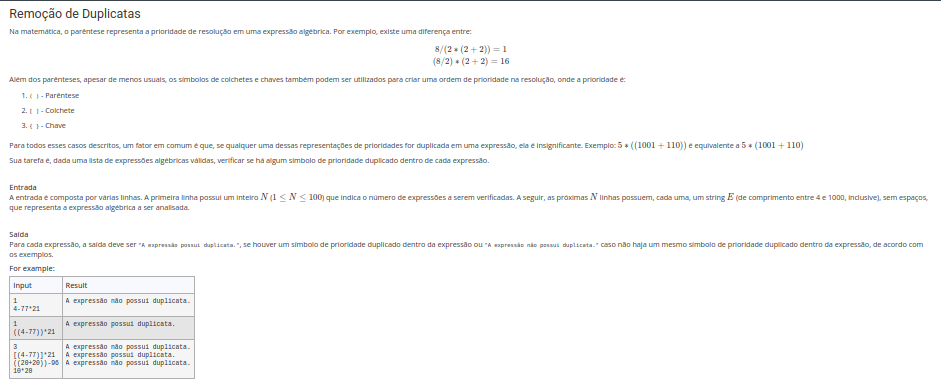 Remoção de Duplicatas
Na matemática, o parêntese representa a prioridade de resolução em uma expressão algébrica. Por exemplo, existe uma diferença entre:
8/(2 ∗ (2 + 2)) = 1
(8/2) ∗ (2 + 2) = 16
Além dos parênteses, apesar de menos usuais, os símbolos de colchetes e chaves também podem ser utilizados para criar uma ordem de prioridade na resolução, onde a prioridade é:
1. ( ) - Parêntese
2. [ ] - Colchete
3. { } - Chave
Para todos esses casos descritos, um fator em comum é que, se qualquer uma dessas representações de prioridades for duplicada em uma expressão, ela é insignificante. Exemplo: 5 ∗ ((1001 + 110)) é equivalente a 5 ∗ (1001 + 110)
Sua tarefa é, dada uma lista de expressões algébricas válidas, verificar se há algum símbolo de prioridade duplicado dentro de cada expressão.
Entrada
A entrada é composta por várias linhas. A primeira linha possui um inteiro N (1 ≤ N ≤ 100) que indica o número de expressões a serem verificadas. A seguir, as próximas N linhas possuem, cada uma, um string E (de comprimento entre 4 e 1000, inclusive), sem espaços,
que representa a expressão algébrica a ser analisada.
Saída
Para cada expressão, a saída deve ser "A expressão possui duplicata.", se houver um símbolo de prioridade duplicado dentro da expressão ou "A expressão não possui duplicata." caso não haja um mesmo símbolo de prioridade duplicado dentro da expressão, de acordo com
os exemplos.
For example:
Input Result
1 A expressão não possui duplicata.
4-77*21
1 A expressão possui duplicata.
((4-77))*21
3 A expressão não possui duplicata.
[(4-77)]*21 A expressão possui duplicata.
((20+20))-96 A expressão não possui duplicata.
10*20